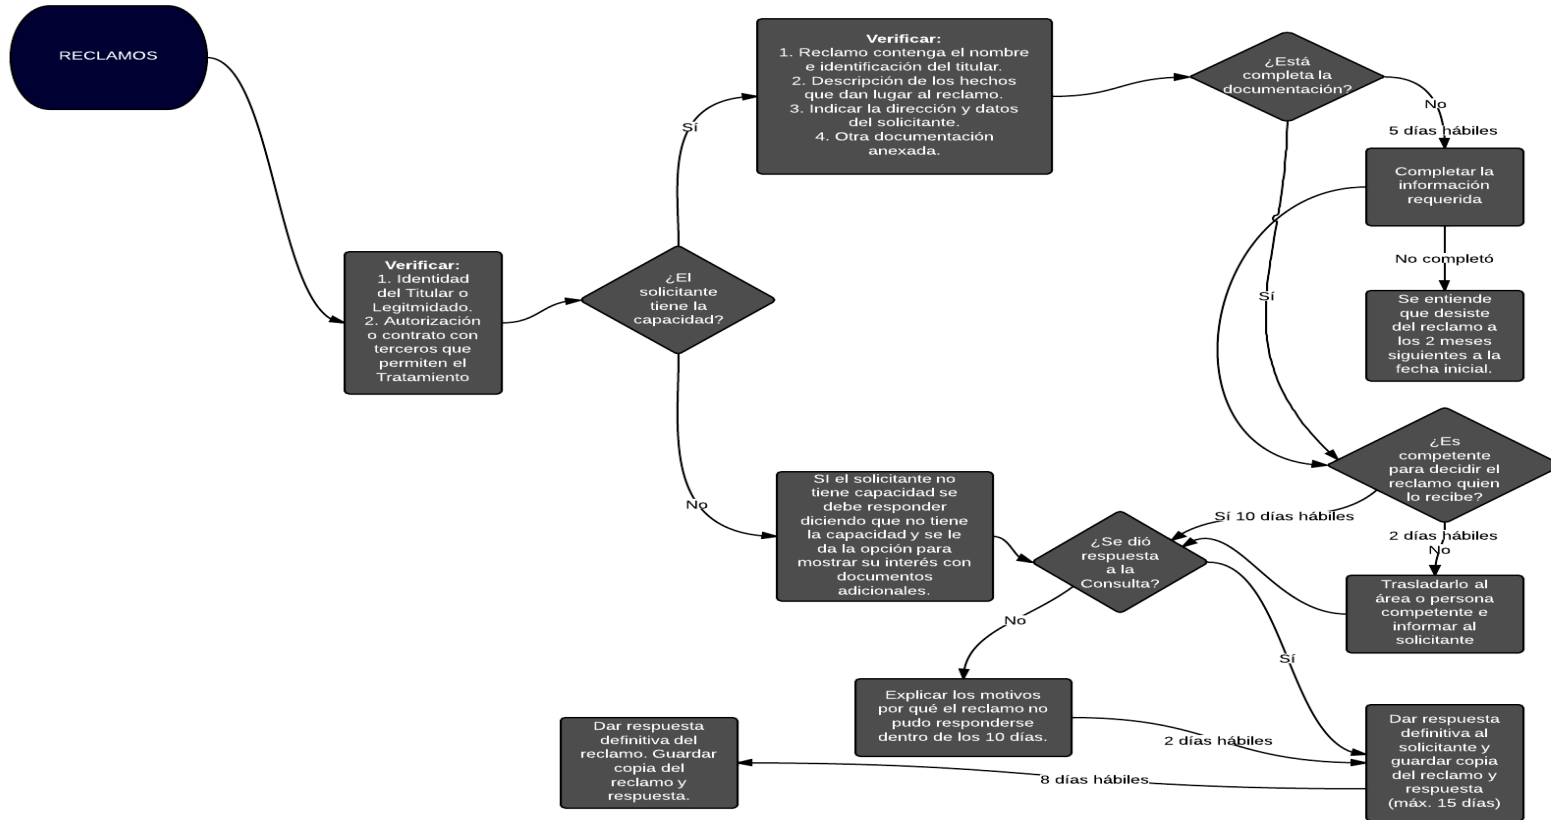 RECLAMOS
Verificar:
1. Identidad
del Titular o
Legitmidado.
2. Autorización
o contrato con
terceros que
permiten el
Tratamiento
¿El
solicitante
tiene la
capacidad?
Sí
Verificar:
1. Reclamo contenga el nombre
e identificación del titular.
2. Descripción de los hechos
que dan lugar al reclamo.
3. Indicar la dirección y datos
del solicitante.
4. Otra documentación
anexada.
¿Está
completa la
documentación?
No
5 días hábiles
Completar la
información
requerida
No completó
Se entiende
que desiste
del reclamo a
los 2 meses
siguientes a la
fecha inicial.
Sí
¿Es
competente
para decidir el
reclamo quien
lo recibe?
Sí 10 días hábiles
2 días hábiles
No
Trasladarlo al
área o persona
competente e
informar al
solicitante
No
SI el solicitante no
tiene capacidad se
debe responder
diciendo que no tiene
la capacidad y se le
da la opción para
mostrar su interés con
documentos
adicionales.
¿Se dió
respuesta
a la
Consulta?
No
Sí
Explicar los motivos
por qué el reclamo no
pudo responderse
dentro de los 10 días.
2 días hábiles
Dar respuesta
definitiva al
solicitante y
guardar copia
del reclamo y
respuesta
(máx. 15 días)
8 días hábiles
Dar respuesta
definitiva del
reclamo. Guardar
copia del
reclamo y
respuesta.